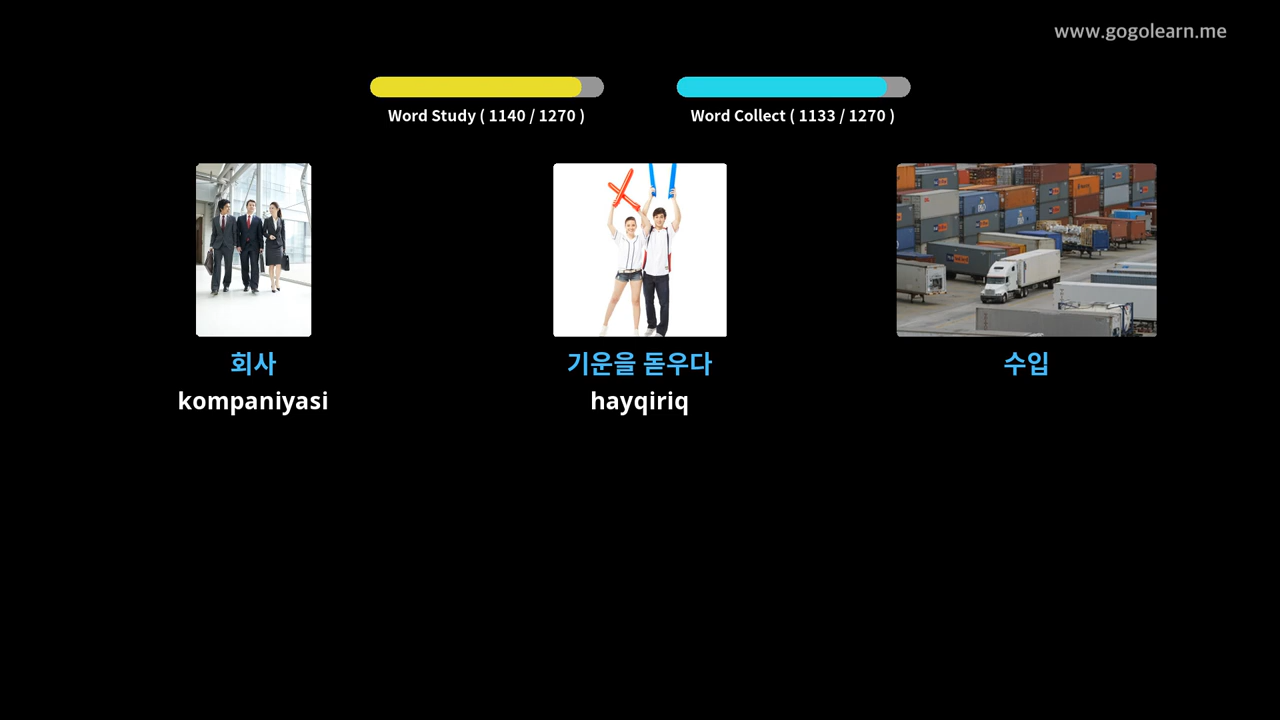 www.gogolearn.me
Word Study ( 1140 / 1270 )
Word Collect ( 1133 / 1270 )
회사
기운을 돋우다
수입
kompaniyasi
hayqiriq